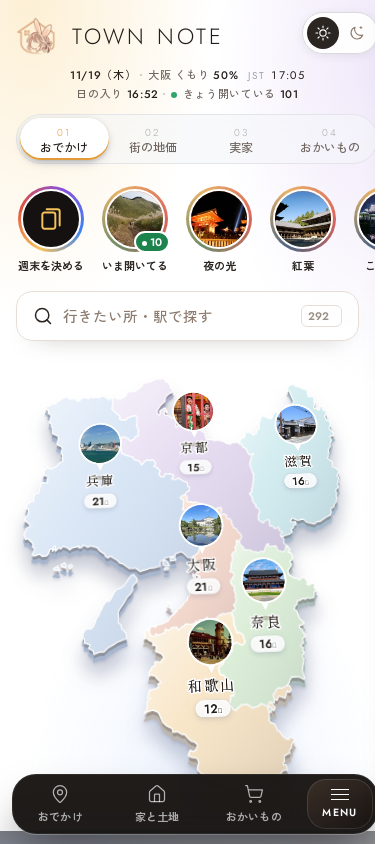 TOWN NOTE
11/19（木）・大阪 くもり 50% JST 17:05
日の入り 16:52・● きょう開いている 101
01 02 03 04
おでかけ 街の地価 実家 おかいもの
10
週末を決める いま開いてる 夜の光 紅葉
行きたい所・駅で探す 292
京都
15
兵庫
21
滋賀
16
大阪
21
奈良
16
和歌山
12
おでかけ 家と土地 おかいもの MENU